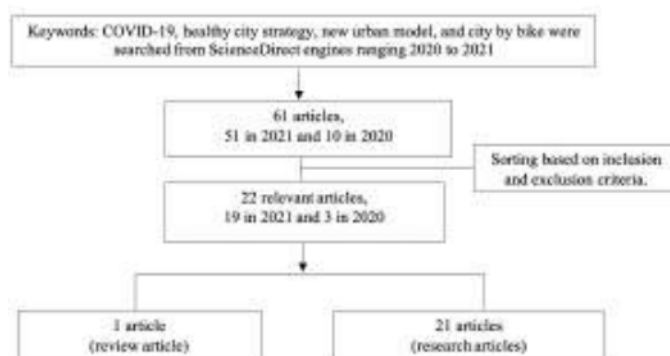 Keywords: COVID-19, healthy city strategy, new urban model, and city by bike were
searched from ScienceDirect engines ranging 2020 to 2021
61 articles,
51 in 2021 and 10 in 2020
Sorting based on inclusion
and exclusion criteria.
22 relevant articles,
19 in 2021 and 3 in 2020
1 article
(review article)
21 articles
(research articles)